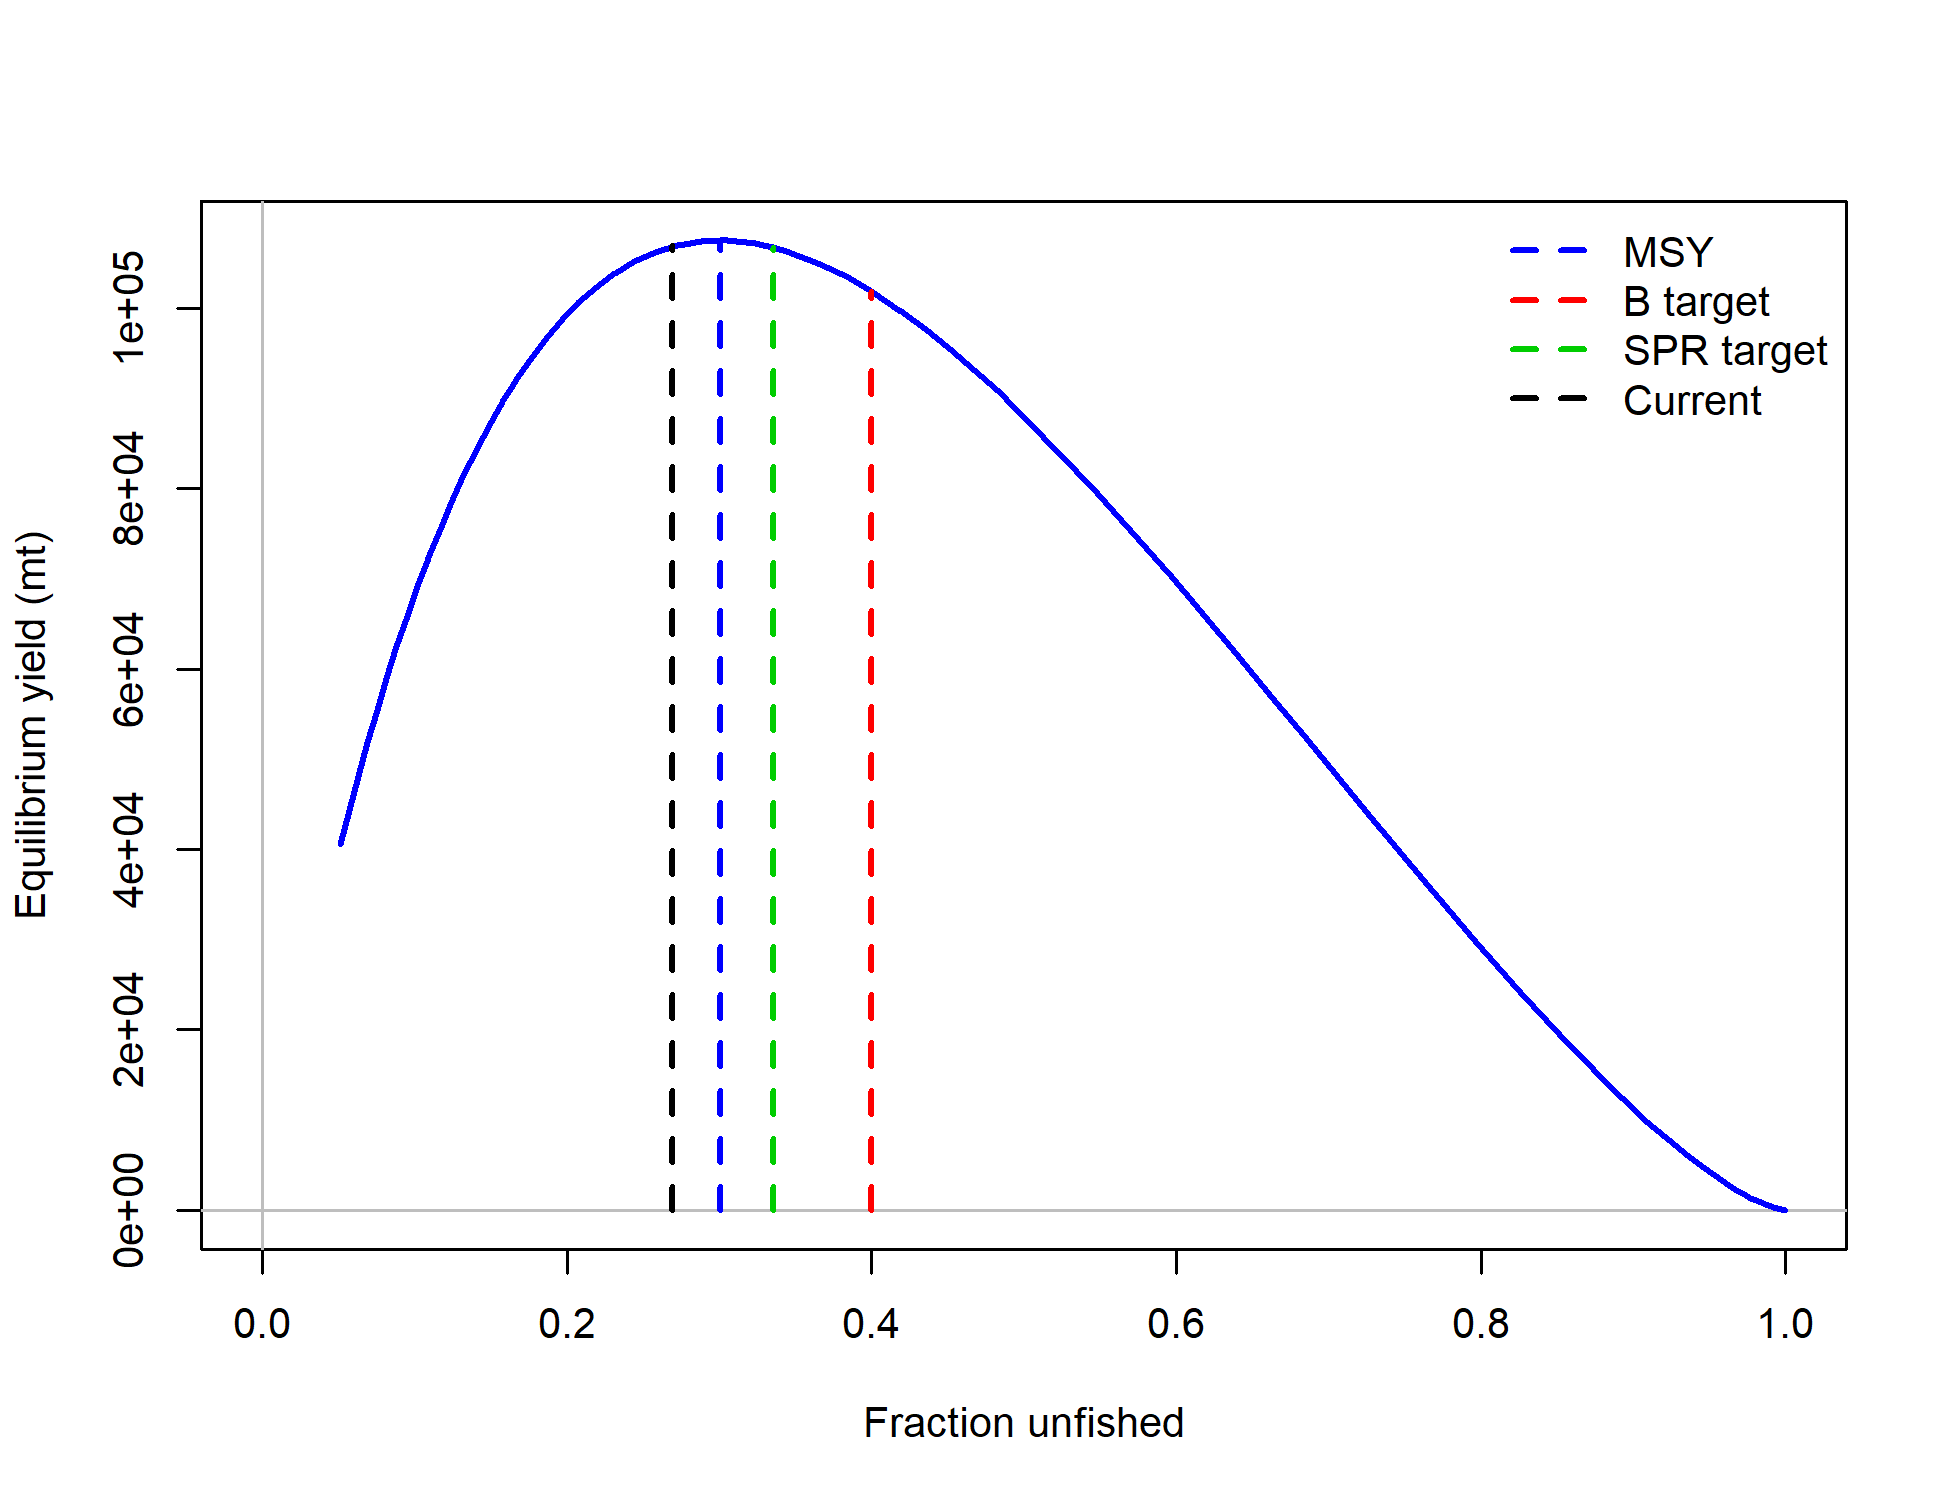 MSY
B target
SPR target
Current
Equilibrium yield (mt)
1e+05
8e+04
6e+04
4e+04
2e+04
0e+00
0.0 0.2 0.4 0.6 0.8 1.0
Fraction unfished